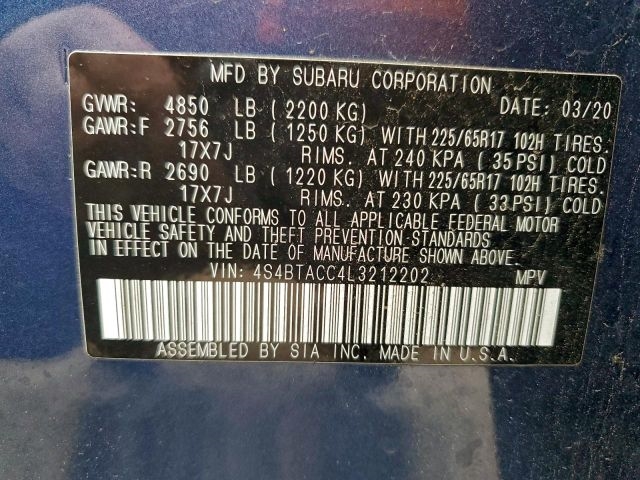 MFD BY SUBARU CORPORATION
GVWR: 4850 LB ( 2200 KG) DATE: 03/20
GAWR:F 2756 LB ( 1250 KG) WITH 225/65R17 102H TIRES.
17X7J RIMS. AT 240 KPA ( 35 PSI) COLD
GAWR:R 2690 LB ( 1220 KG) WITH 225/65R17 102H TIRES.
17X7J RIMS. AT 230 KPA ( 33 PSI) COLD
THIS VEHICLE CONFORMS TO ALL APPLICABLE FEDERAL MOTOR
VEHICLE SAFETY AND THEFT PREVENTION STANDARDS
IN EFFECT ON THE DATE OF MANUFACTURE SHOWN ABOVE.
VIN: 4S4BTACC4L3212202 MPV
ASSEMBLED BY SIA INC. MADE IN U.S.A.